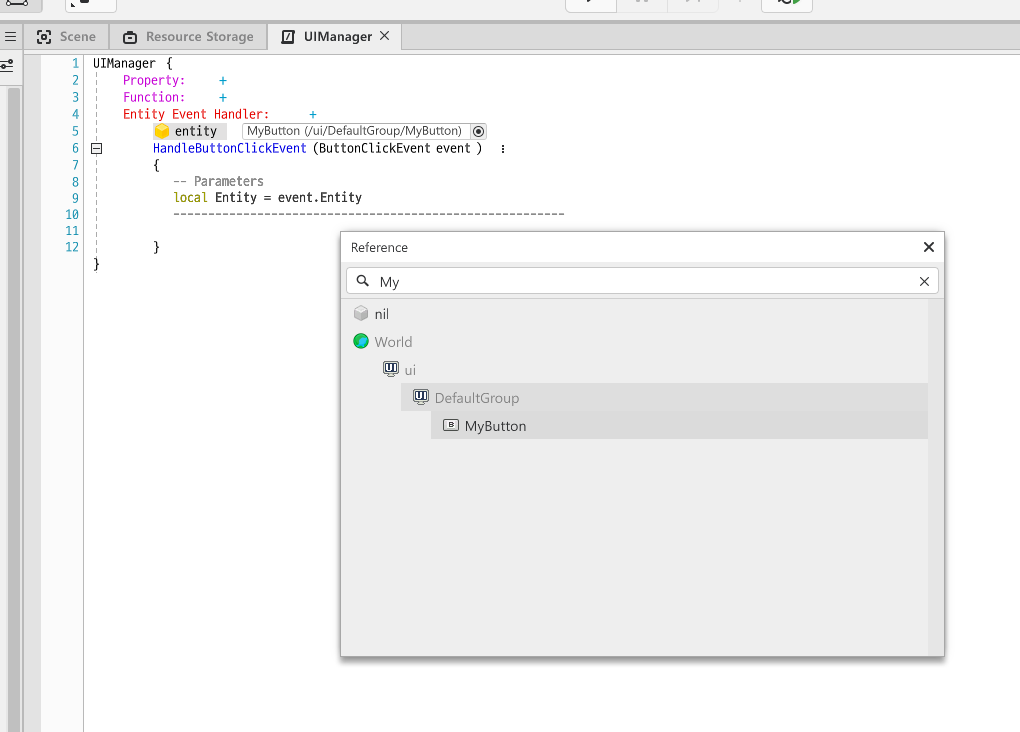 Scene Resource Storage UIManager
1 UIManager {
2 Property: +
3 Function: +
4 Entity Event Handler: +
5 entity MyButton (/ui/DefaultGroup/MyButton)
6 HandleButtonClickEvent (ButtonClickEvent event )
7 {
8 -- Parameters
9 local Entity = event.Entity
10 --------------------------------------------------------
11
12 }
}
Reference
My
nil
World
UI ui
UI DefaultGroup
B MyButton